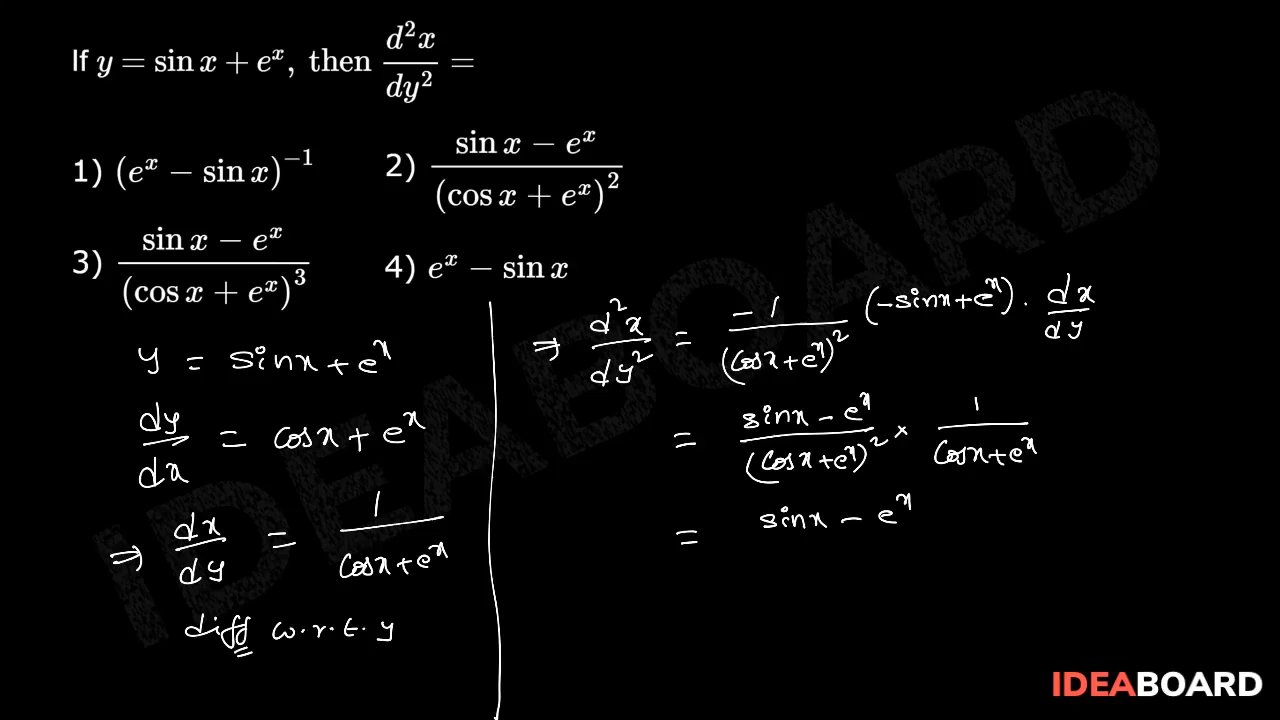 If y = sin x + e^x, then d²x/dy² =
1) (e^x − sin x)^−1 2) (sin x − e^x)/(cos x + e^x)^2
3) (sin x − e^x)/(cos x + e^x)^3 4) e^x − sin x
y = sinx + e^x
dy/dx = cosx + e^x
⇒ dx/dy = 1/(cosx + e^x)
diff w.r.t. y
⇒ d²x/dy² = −1/(cosx + e^x)^2 (−sinx + e^x) · dx/dy
= (sinx − e^x)/(cosx + e^x)^2 × 1/(cosx + e^x)
= sinx − e^x
IDEABOARD
IDEABOARD